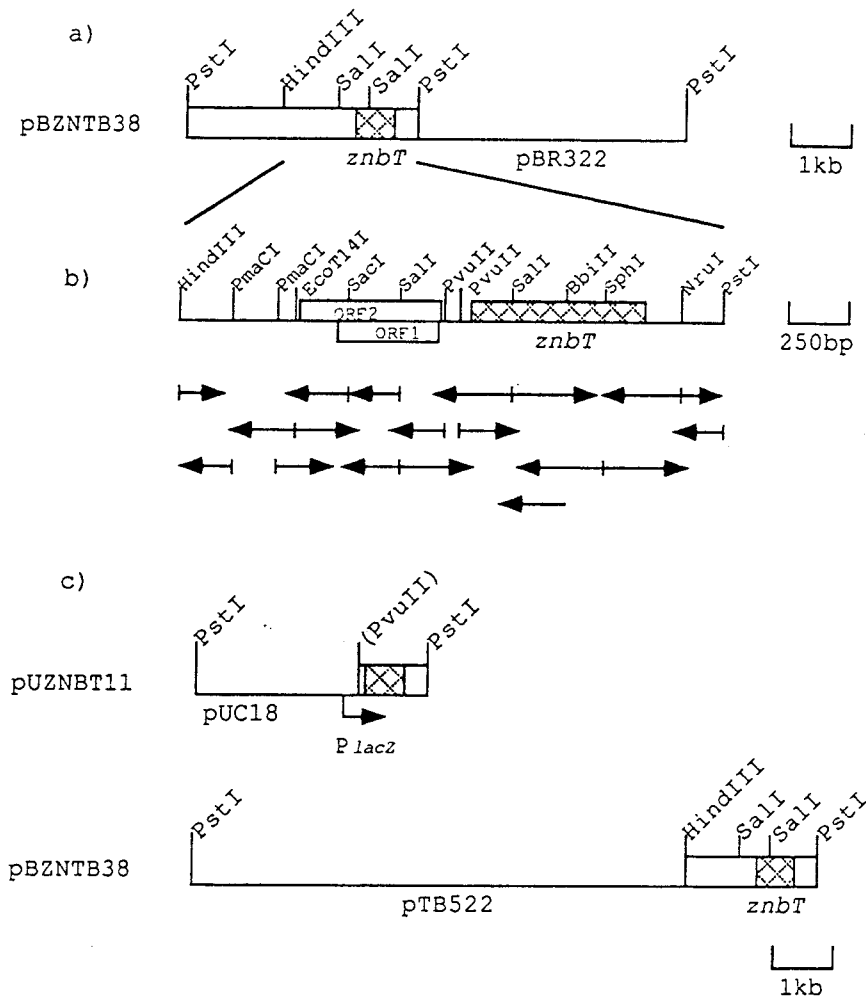 a)
PstI
HindIII
SalI
SalI
PstI
PstI
pBZNTB38
znbT
pBR322
1kb
b)
HindIII
PmaCI
PmaCI
EcoT14I
SacI
SalI
PvuII
PvuII
SalI
BbiII
SphI
NruI
PstI
ORF2
ORF1
znbT
250bp
c)
PstI
(PvuII)
PstI
pUZNBT11
pUC18
P lacZ
PstI
HindIII
SalI
SalI
PstI
pBZNTB38
pTB522
znbT
1kb